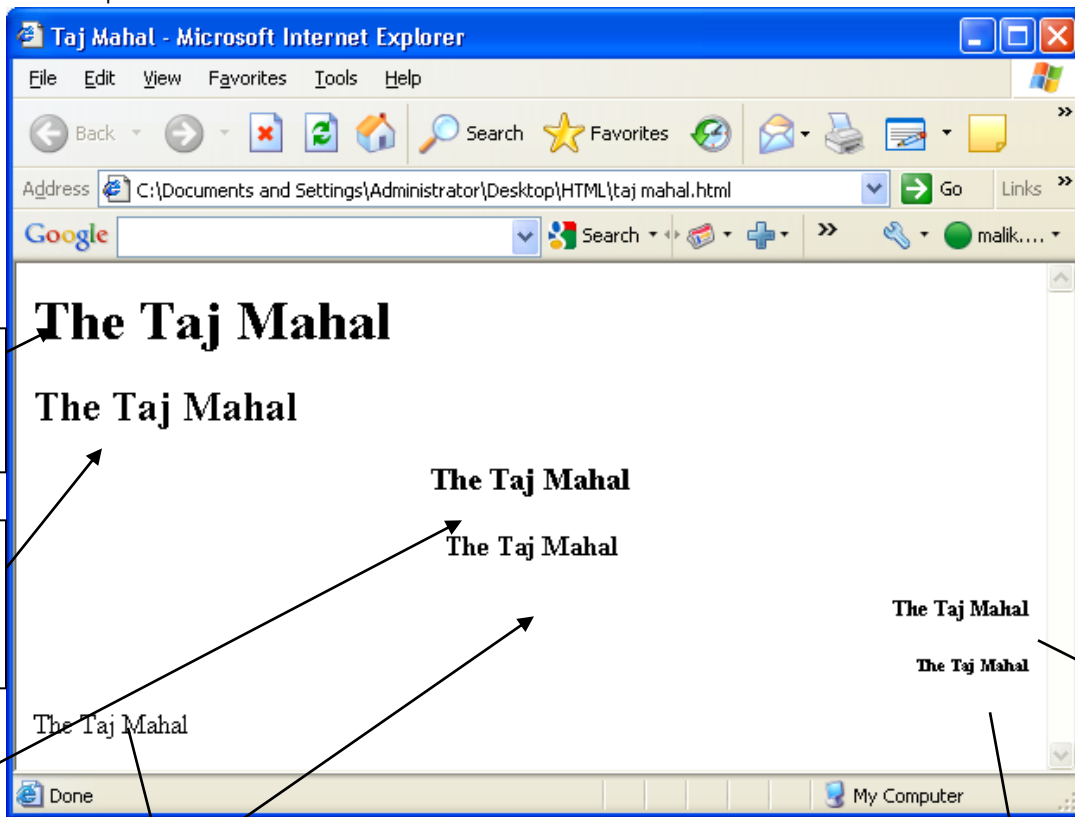 Taj Mahal - Microsoft Internet Explorer
File Edit View Favorites Tools Help
Back Search Favorites »
Address C:\Documents and Settings\Administrator\Desktop\HTML\taj mahal.html Go Links »
Google Search » malik....
The Taj Mahal
The Taj Mahal
The Taj Mahal
The Taj Mahal
The Taj Mahal
The Taj Mahal
The Taj Mahal
Done My Computer